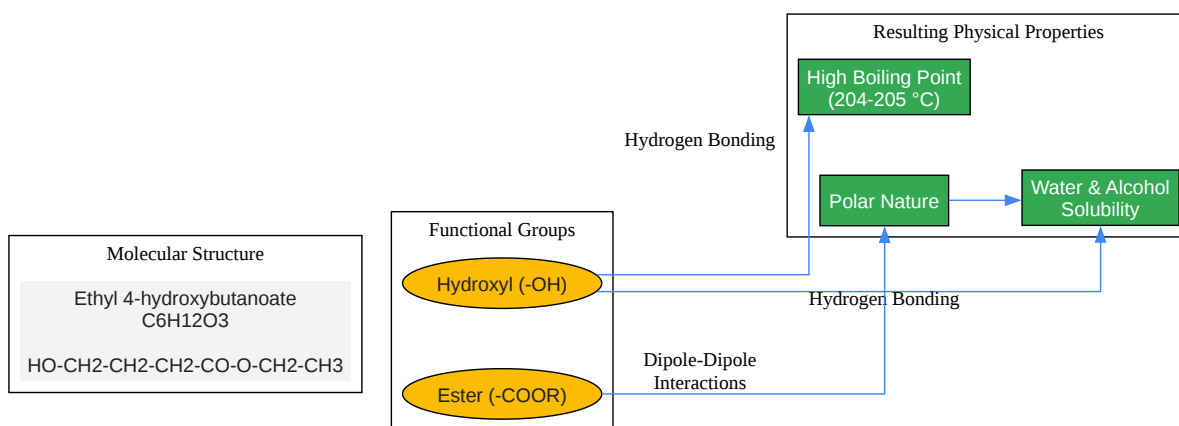 Molecular Structure
Ethyl 4-hydroxybutanoate
C6H12O3
HO-CH2-CH2-CH2-CO-O-CH2-CH3
Functional Groups
Hydroxyl (-OH)
Ester (-COOR)
Hydrogen Bonding
Hydrogen Bonding
Dipole-Dipole
Interactions
Resulting Physical Properties
High Boiling Point
(204-205 °C)
Polar Nature
Water & Alcohol
Solubility